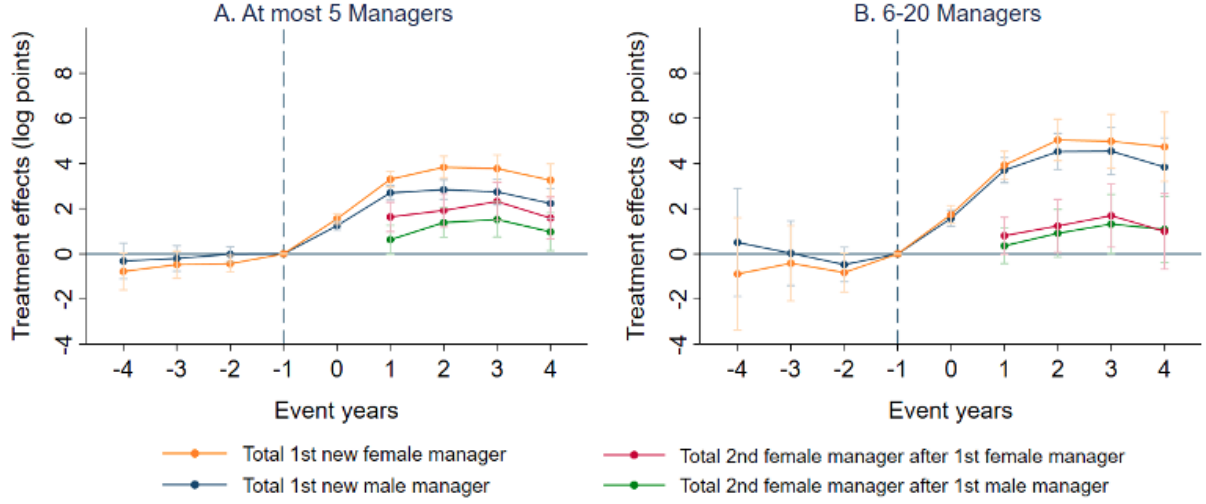 A. At most 5 Managers
Treatment effects (log points)
8
6
4
2
0
-2
-4
-4 -3 -2 -1 0 1 2 3 4
Event years
B. 6-20 Managers
Treatment effects (log points)
8
6
4
2
0
-2
-4
-4 -3 -2 -1 0 1 2 3 4
Event years
Total 1st new female manager
Total 2nd female manager after 1st female manager
Total 1st new male manager
Total 2nd female manager after 1st male manager